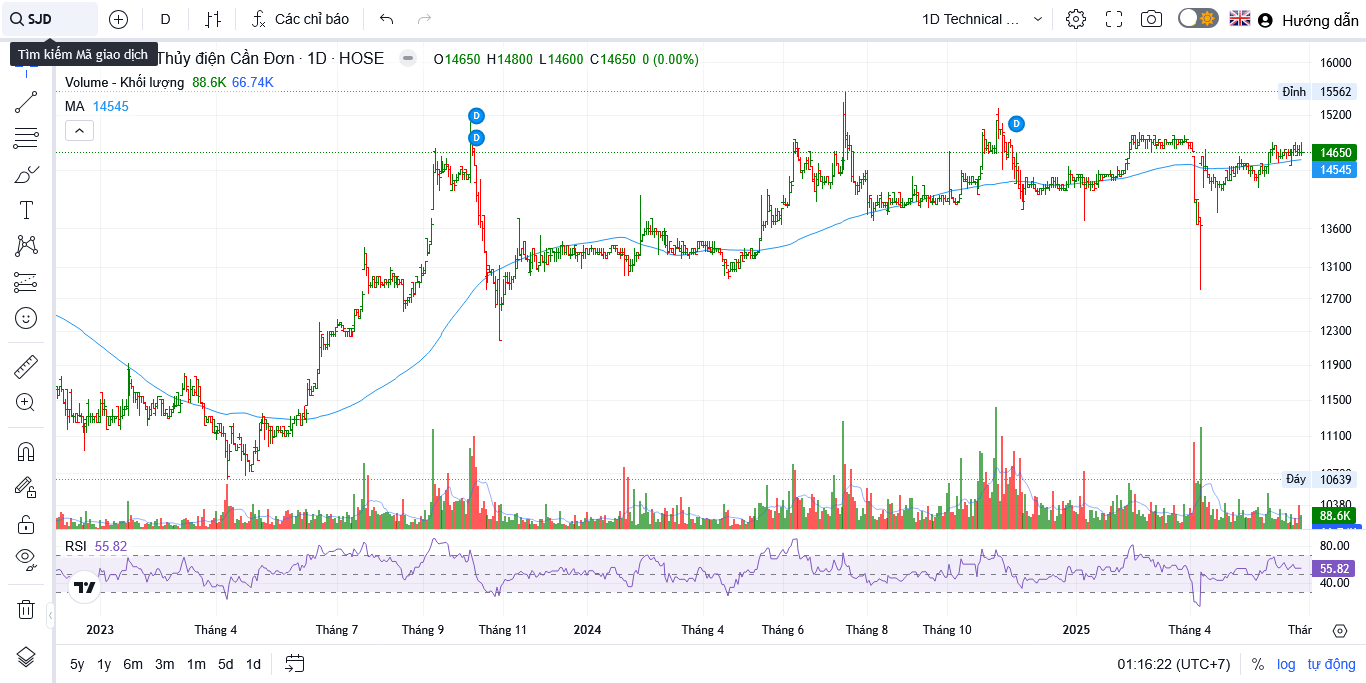 SJD
D
Các chỉ báo
1D Technical ...
Hướng dẫn
Tìm kiếm Mã giao dịch
Thủy điện Cần Đơn · 1D · HOSE
O14650 H14800 L14600 C14650 0 (0.00%)
Volume - Khối lượng 88.6K 66.74K
MA 14545
D
D
D
16000
Đỉnh 15562
15200
14650
14545
13600
13100
12700
12300
11900
11500
11100
Đáy 10639
10380
88.6K
RSI 55.82
80.00
55.82
40.00
2023
Tháng 4
Tháng 7
Tháng 9
Tháng 11
2024
Tháng 4
Tháng 6
Tháng 8
Tháng 10
2025
Tháng 4
Thár
5y 1y 6m 3m 1m 5d 1d
01:16:22 (UTC+7)
% log tự động